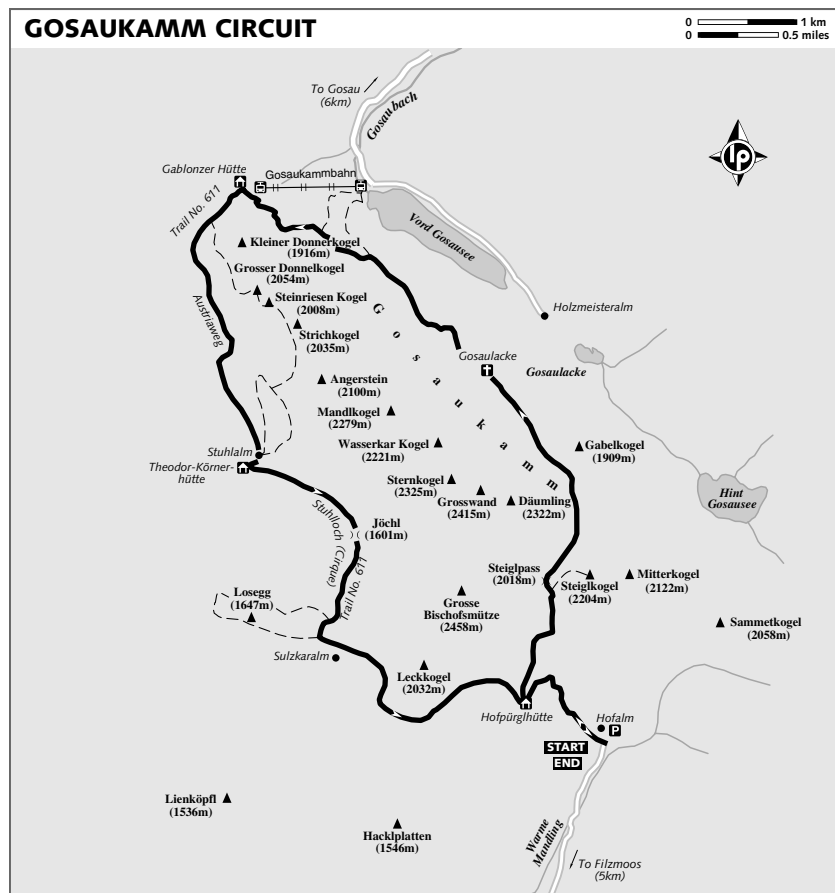 GOSAUKAMM CIRCUIT
0 1 km
0 0.5 miles
To Gosau
(6km)
Gosaubach
lp
Gablonzer Hütte
Gosaukammbahn
Trail No. 611
Vord Gosausee
Kleiner Donnerkogel
(1916m)
Grosser Donnelkogel
(2054m)
Steinriesen Kogel
(2008m)
Holzmeisteralm
Austriaweg
Strichkogel
(2035m)
Gosaukamm
Gosaulacke
Gosaulacke
Angerstein
(2100m)
Mandlkogel
(2279m)
Wasserkar Kogel
(2221m)
Gabelkogel
(1909m)
Stuhlalm
Theodor-Körner-
hütte
Sternkogel
(2325m)
Grosswand
(2415m)
Däumling
(2322m)
Hint
Gosausee
Stuhlloch (Cirque)
Jöchl
(1601m)
Trail No. 611
Steiglpass
(2018m)
Steiglkogel
(2204m)
Mitterkogel
(2122m)
Losegg
(1647m)
Grosse
Bischofsmütze
(2458m)
Sammetkogel
(2058m)
Sulzkaralm
Leckkogel
(2032m)
Hofpürglhütte
Hofalm
P
START
END
Lienköpfl
(1536m)
Hacklplatten
(1546m)
Warme
Mandling
To Filzmoos
(5km)